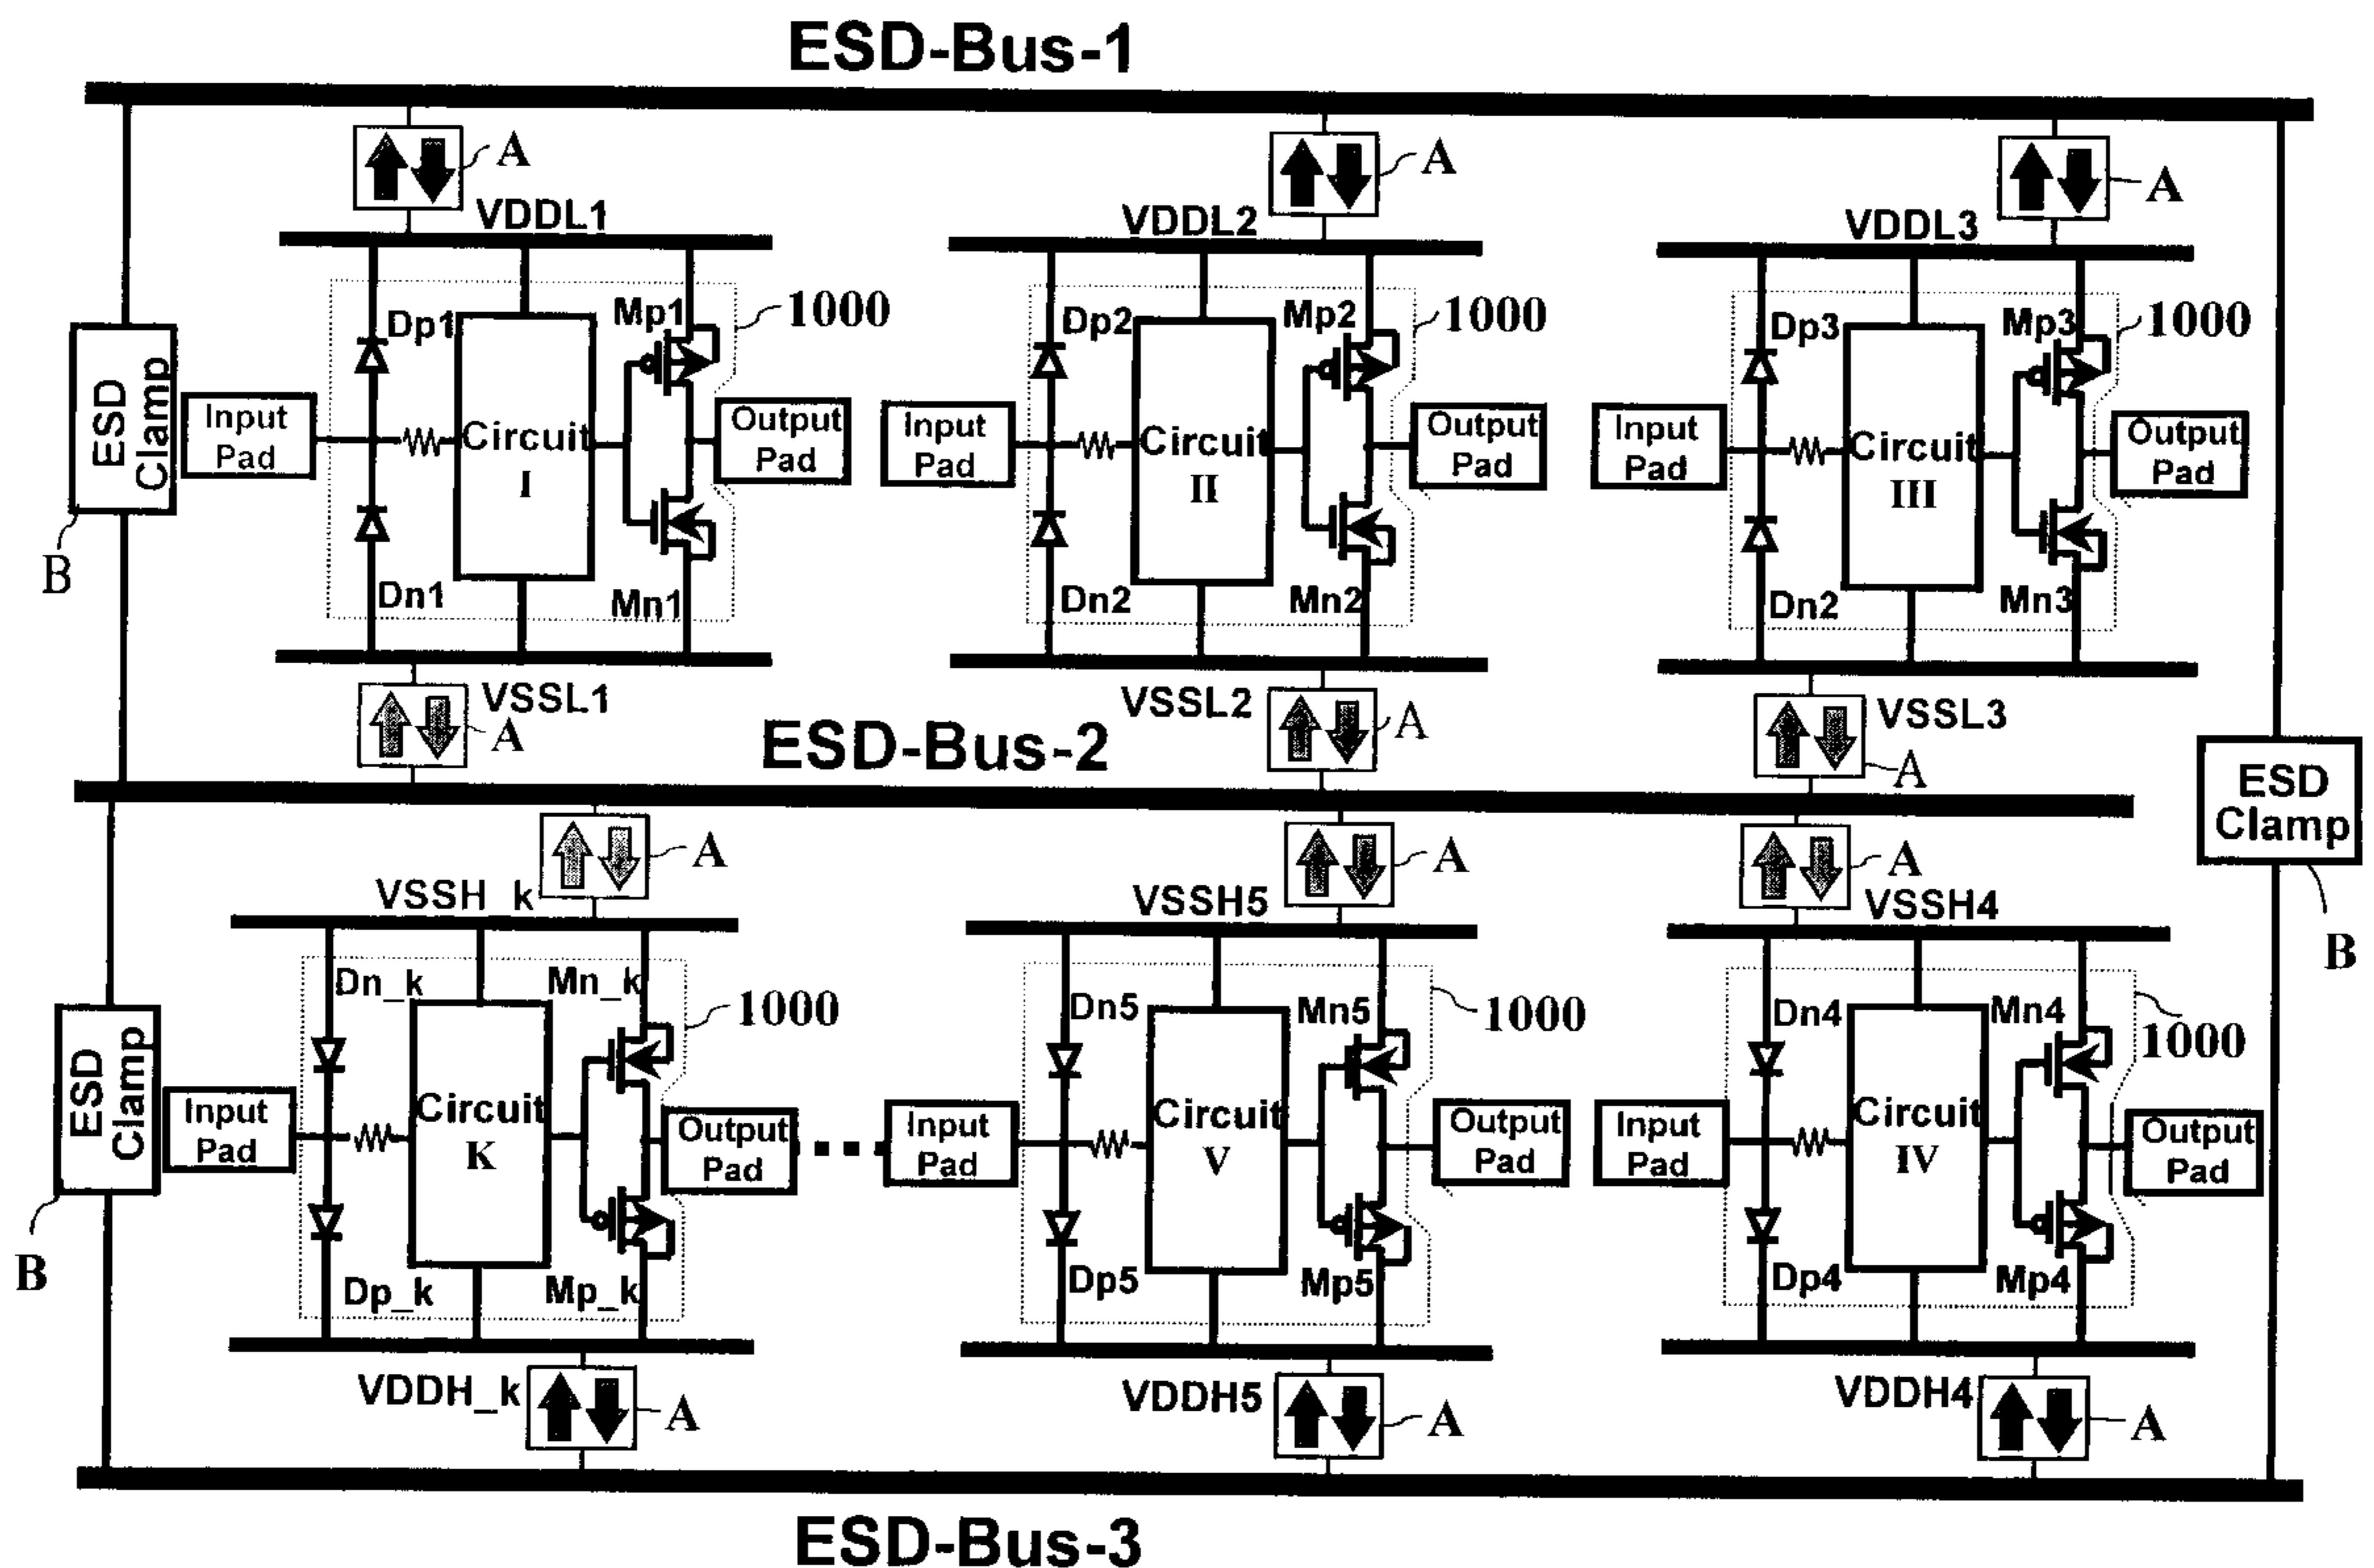 ESD-Bus-1
A
A
A
VDDL1
VDDL2
VDDL3
Dp1
Mp1
1000
Dp2
Mp2
1000
Dp3
Mp3
1000
ESD
Clamp
B
Input
Pad
Circuit
I
Output
Pad
Input
Pad
Circuit
II
Output
Pad
Input
Pad
Circuit
III
Output
Pad
Dn1
Mn1
Dn2
Mn2
Dn2
Mn3
VSSL1
A
VSSL2
A
VSSL3
A
ESD-Bus-2
ESD
Clamp
B
A
A
A
VSSH_k
VSSH5
VSSH4
Dn_k
Mn_k
1000
Dn5
Mn5
1000
Dn4
Mn4
1000
ESD
Clamp
B
Input
Pad
Circuit
K
Output
Pad
Input
Pad
Circuit
V
Output
Pad
Input
Pad
Circuit
IV
Output
Pad
Dp_k
Mp_k
Dp5
Mp5
Dp4
Mp4
VDDH_k
A
VDDH5
A
VDDH4
A
ESD-Bus-3